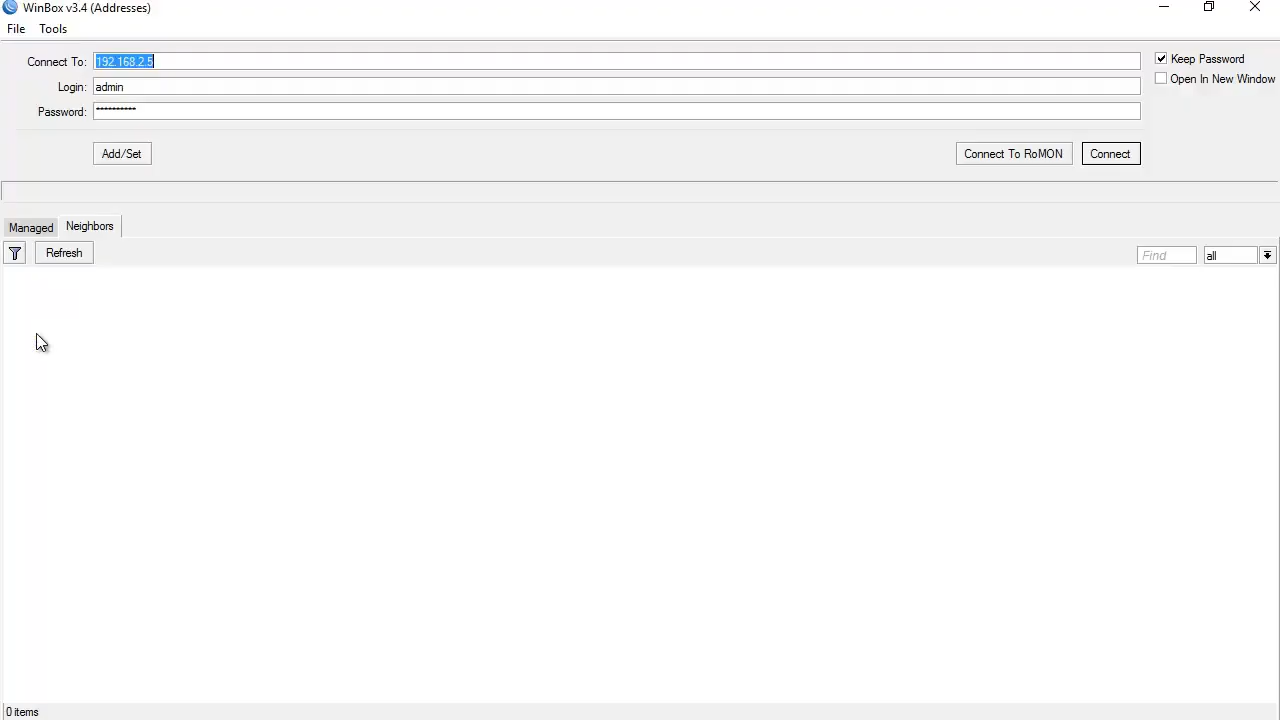 WinBox v3.4 (Addresses)
File Tools
Connect To: 192.168.2.5
Keep Password
Login: admin
Open In New Window
Password: **********
Add/Set
Connect To RoMON
Connect
Managed Neighbors
Refresh
Find
all
0 items